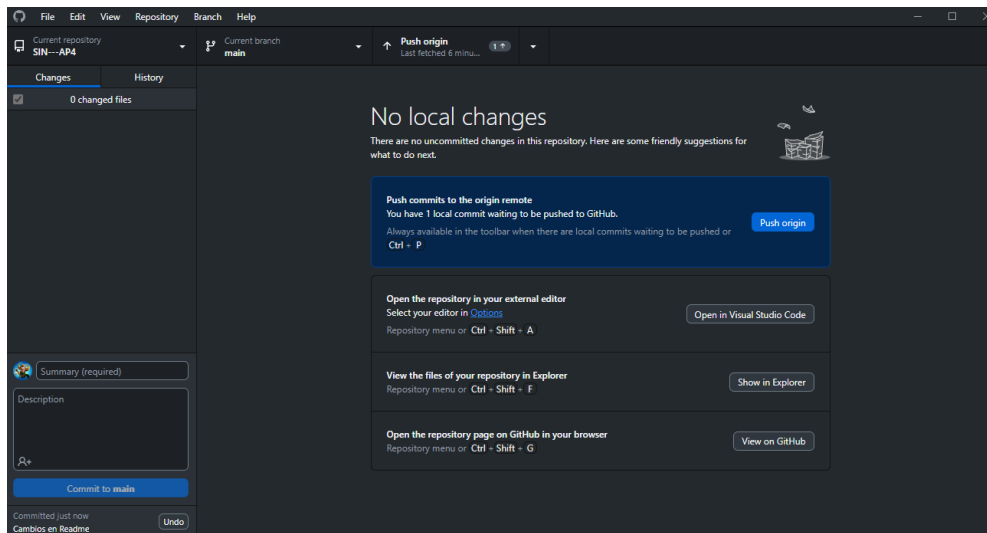 File Edit View Repository Branch Help
Current repository
SIN---AP4
Current branch
main
Push origin
Last fetched 6 minu...
1
Changes History
0 changed files
No local changes
There are no uncommitted changes in this repository. Here are some friendly suggestions for
what to do next.
Push commits to the origin remote
You have 1 local commit waiting to be pushed to GitHub.
Always available in the toolbar when there are local commits waiting to be pushed or
Ctrl + P
Push origin
Open the repository in your external editor
Select your editor in Options
Repository menu or Ctrl + Shift + A
Open in Visual Studio Code
View the files of your repository in Explorer
Repository menu or Ctrl + Shift + F
Show in Explorer
Open the repository page on GitHub in your browser
Repository menu or Ctrl + Shift + G
View on GitHub
Summary (required)
Description
Commit to main
Committed just now
Cambios en Readme
Undo